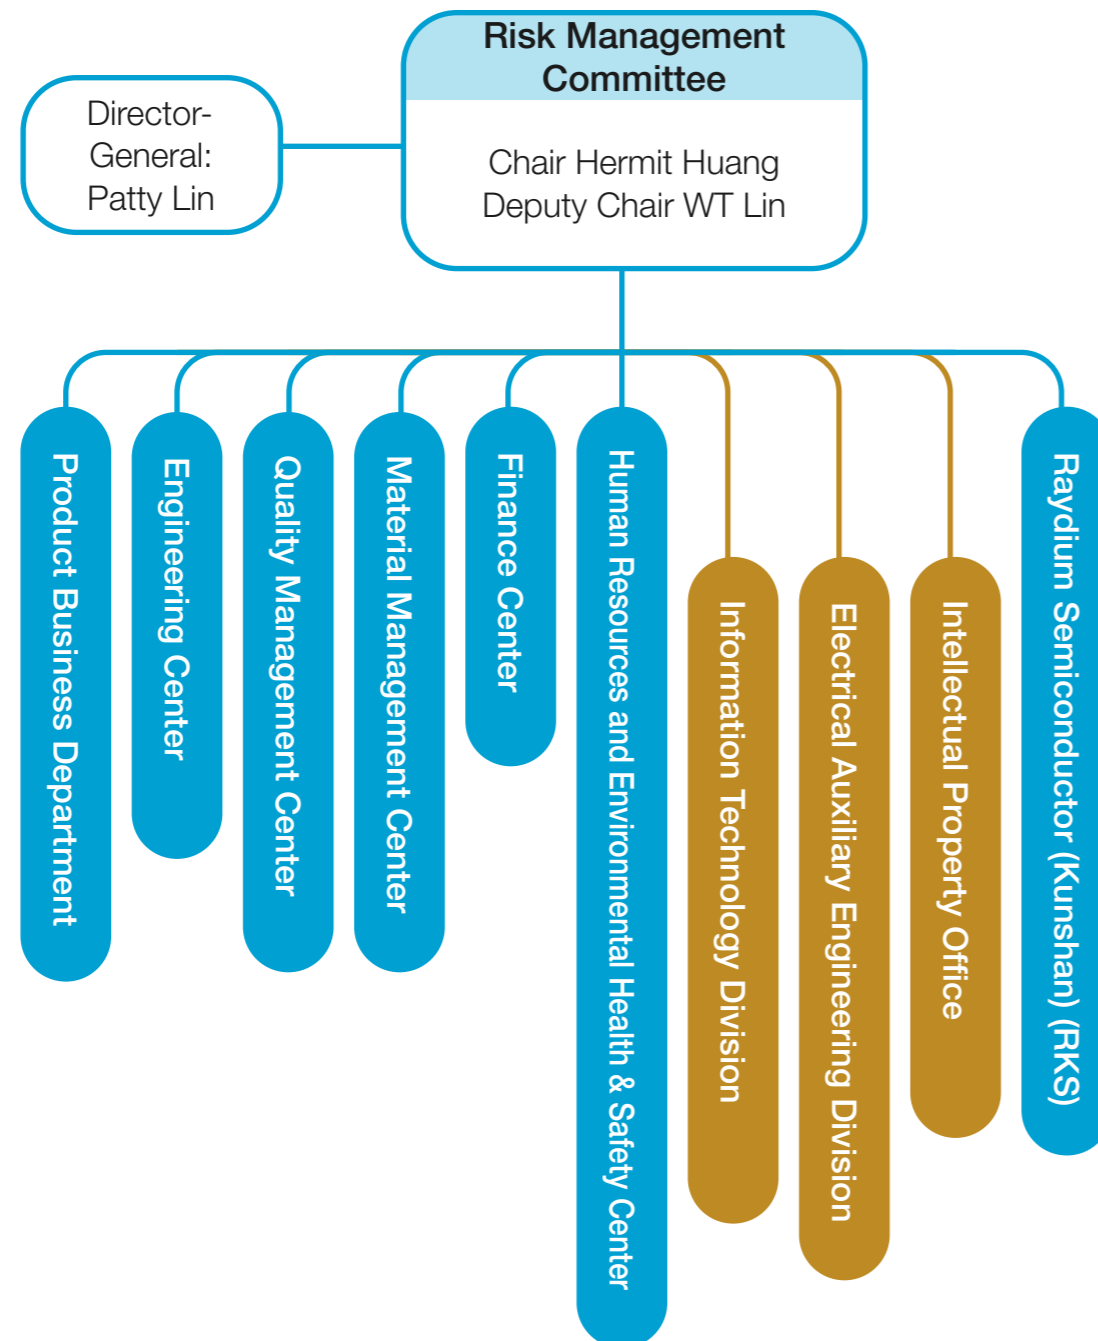 Risk Management
Committee
Director-
General:
Patty Lin
Chair Hermit Huang
Deputy Chair WT Lin
Product Business Department
Engineering Center
Quality Management Center
Material Management Center
Finance Center
Human Resources and Environmental Health & Safety Center
Information Technology Division
Electrical Auxiliary Engineering Division
Intellectual Property Office
Raydium Semiconductor (Kunshan) (RKS)